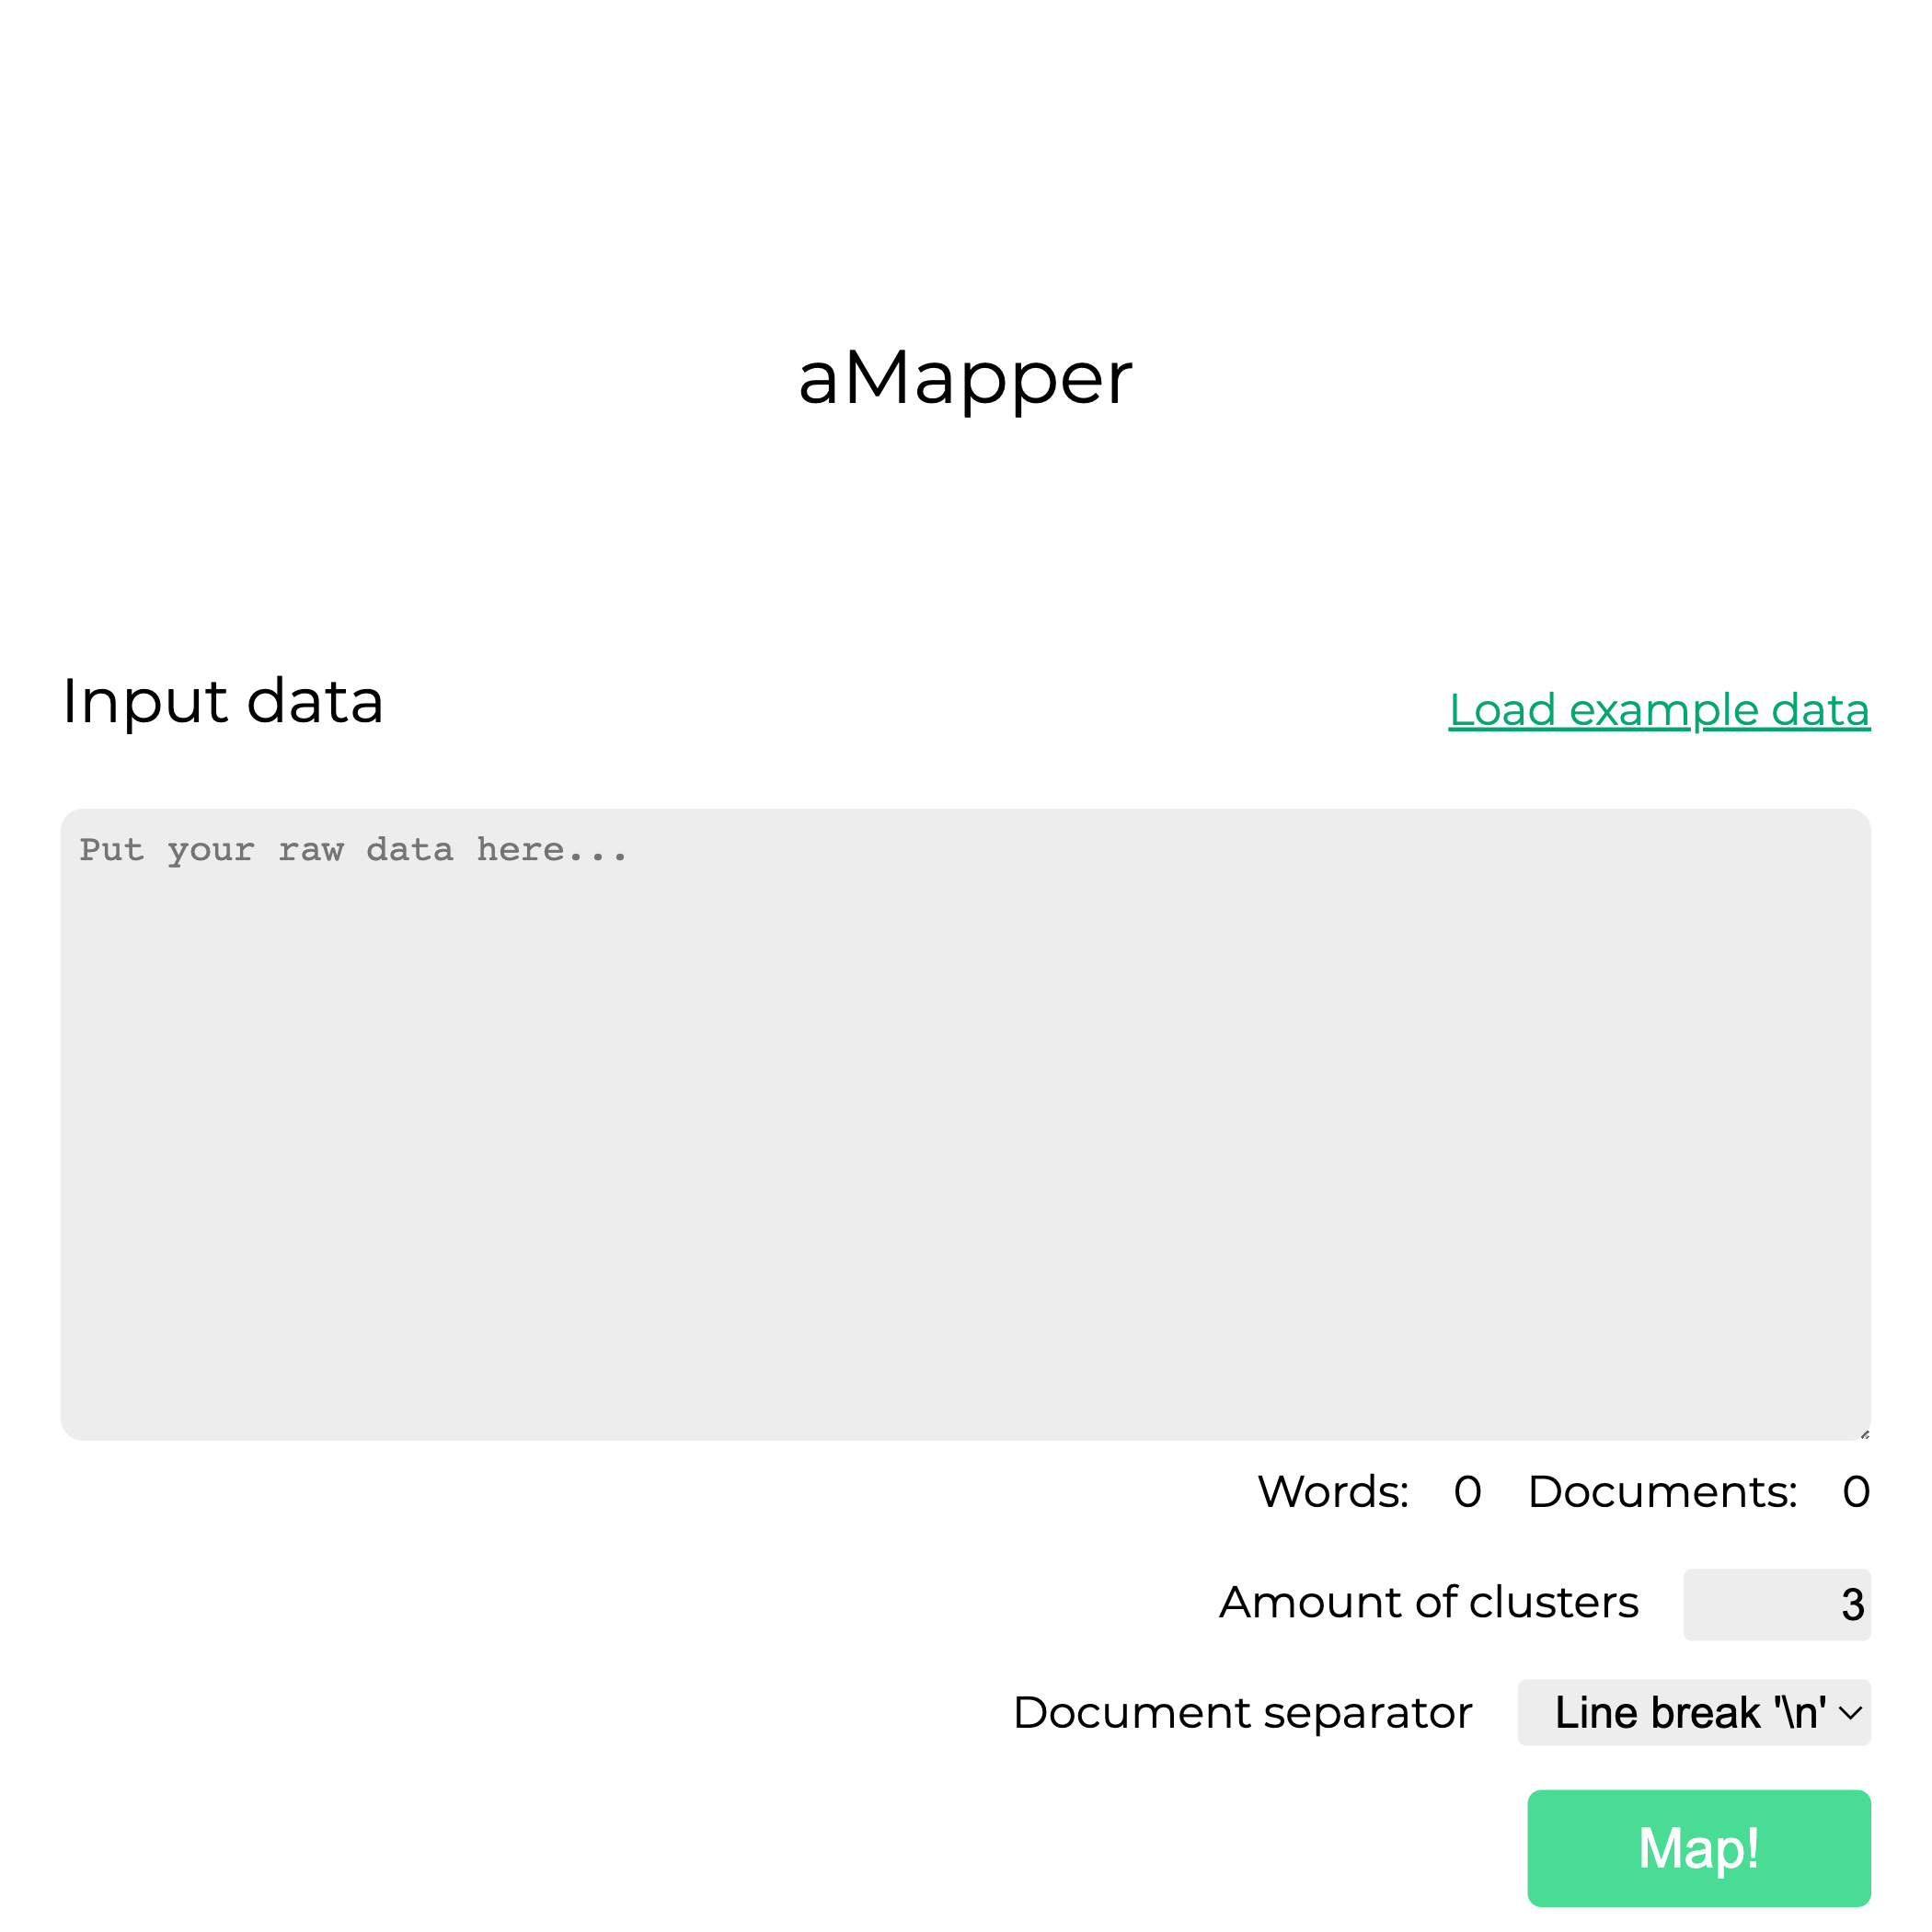 aMapper
Input data
Load example data
Put your raw data here...
Words: 0 Documents: 0
Amount of clusters 3
Document separator Line break '\n'
Map!